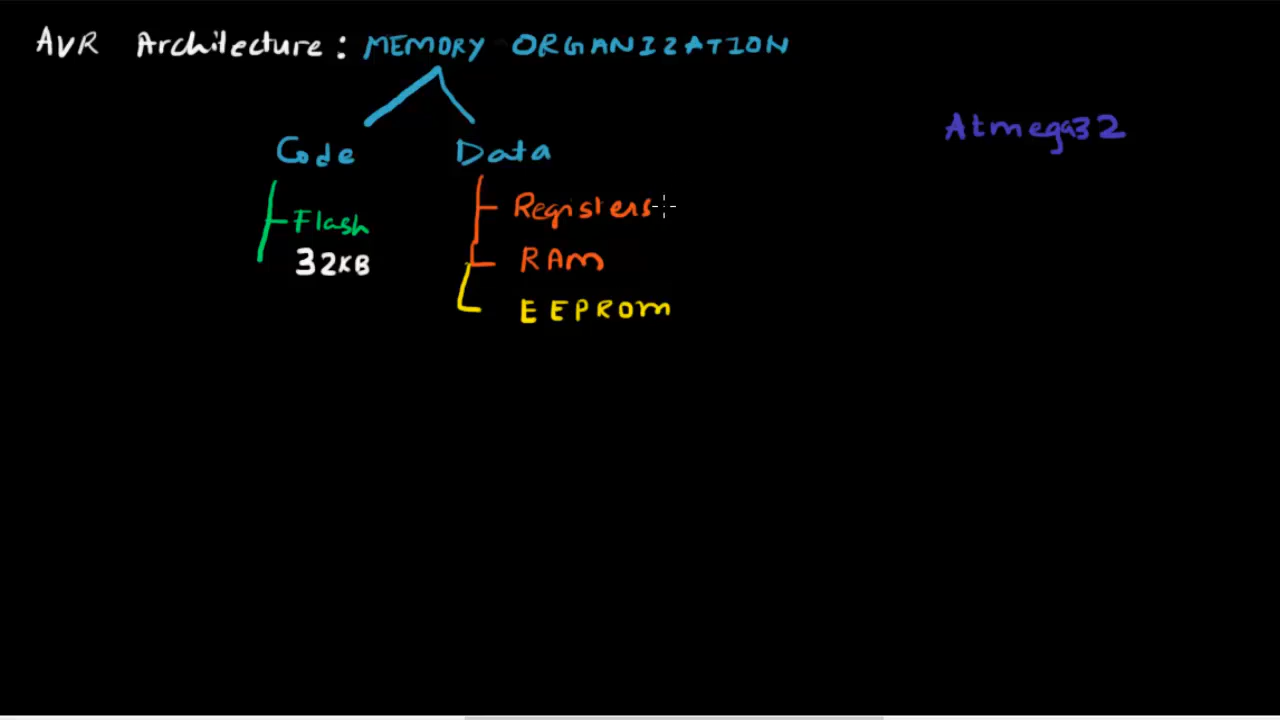 AVR Architecture: MEMORY ORGANIZATION
Atmega32
Code Data
Flash Registers
32KB RAM
EEPROM